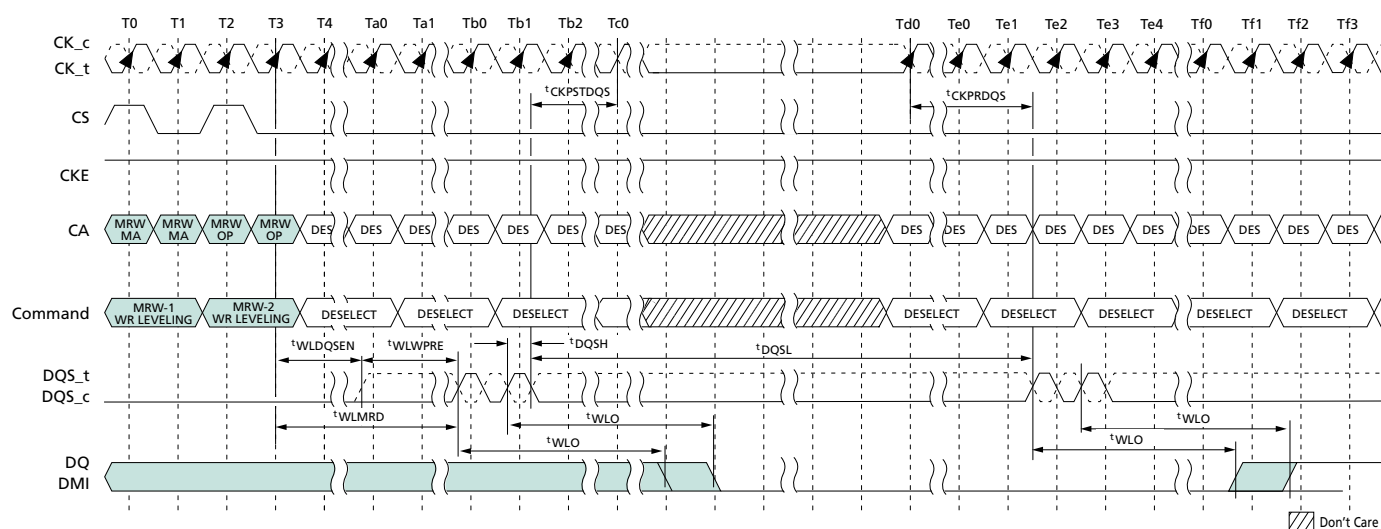 T0 T1 T2 T3 T4 Ta0 Ta1 Tb0 Tb1 Tb2 Tc0 Td0 Te0 Te1 Te2 Te3 Te4 Tf0 Tf1 Tf2 Tf3
CK_c
CK_t
tCKPSTDQS tCKPRDQS
CS
CKE
CA MRW MA MRW MA MRW OP MRW OP DES DES DES DES DES DES DES DES DES DES DES DES DES DES DES DES DES DES
Command MRW-1 WR LEVELING MRW-2 WR LEVELING DESELECT DESELECT DESELECT DESELECT DESELECT DESELECT DESELECT DESELECT
tWLDQSEN tWLWPRE tDQSH tDQSL
DQS_t
DQS_c
tWLMRD tWLO tWLO
tWLO tWLO
DQ
DMI
Don't Care